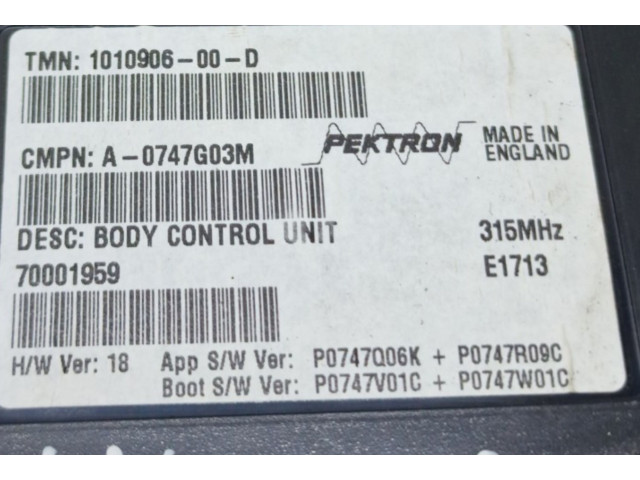 TMN: 1010906-00-D
CMPN: A-0747G03M
PEKTRON
MADE IN
ENGLAND
DESC: BODY CONTROL UNIT 315MHz
70001959 E1713
H/W Ver: 18 App S/W Ver: P0747Q06K + P0747R09C
Boot S/W Ver: P0747V01C + P0747W01C